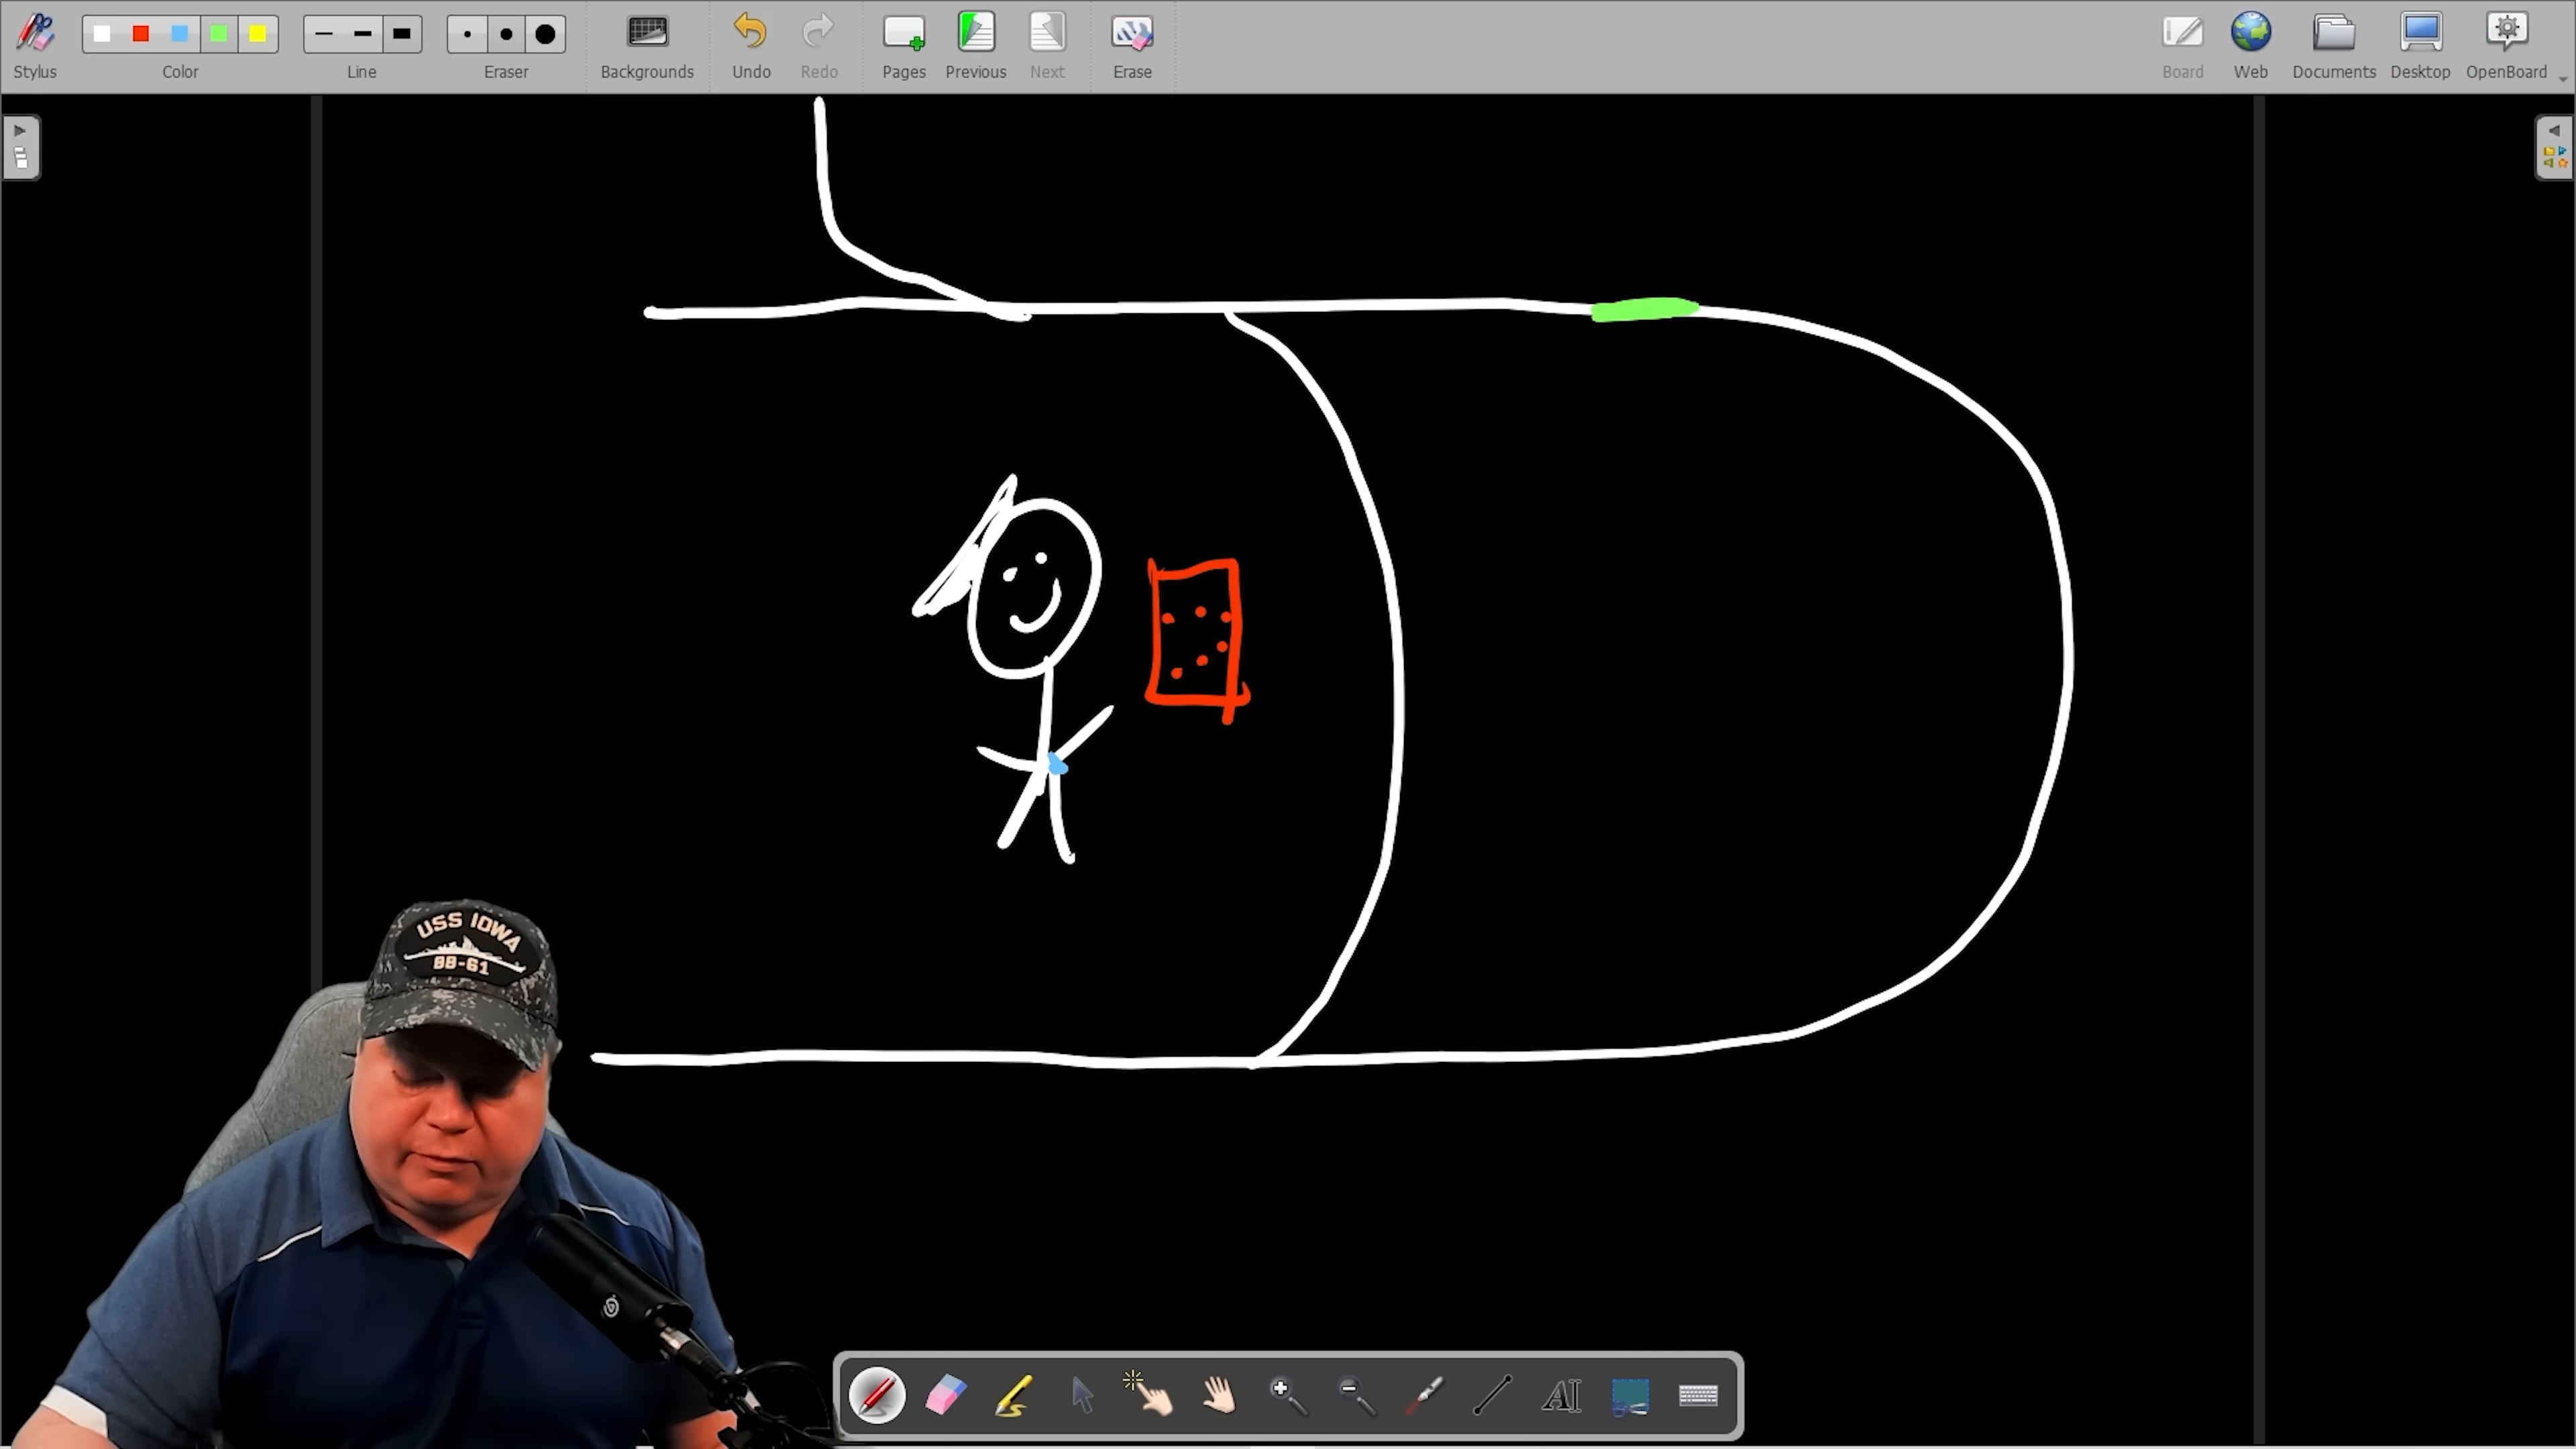 Stylus
Color
Line
Eraser
Backgrounds
Undo
Redo
Pages
Previous
Next
Erase
Board
Web
Documents
Desktop
OpenBoard
USS IOWA
BB-61
AI